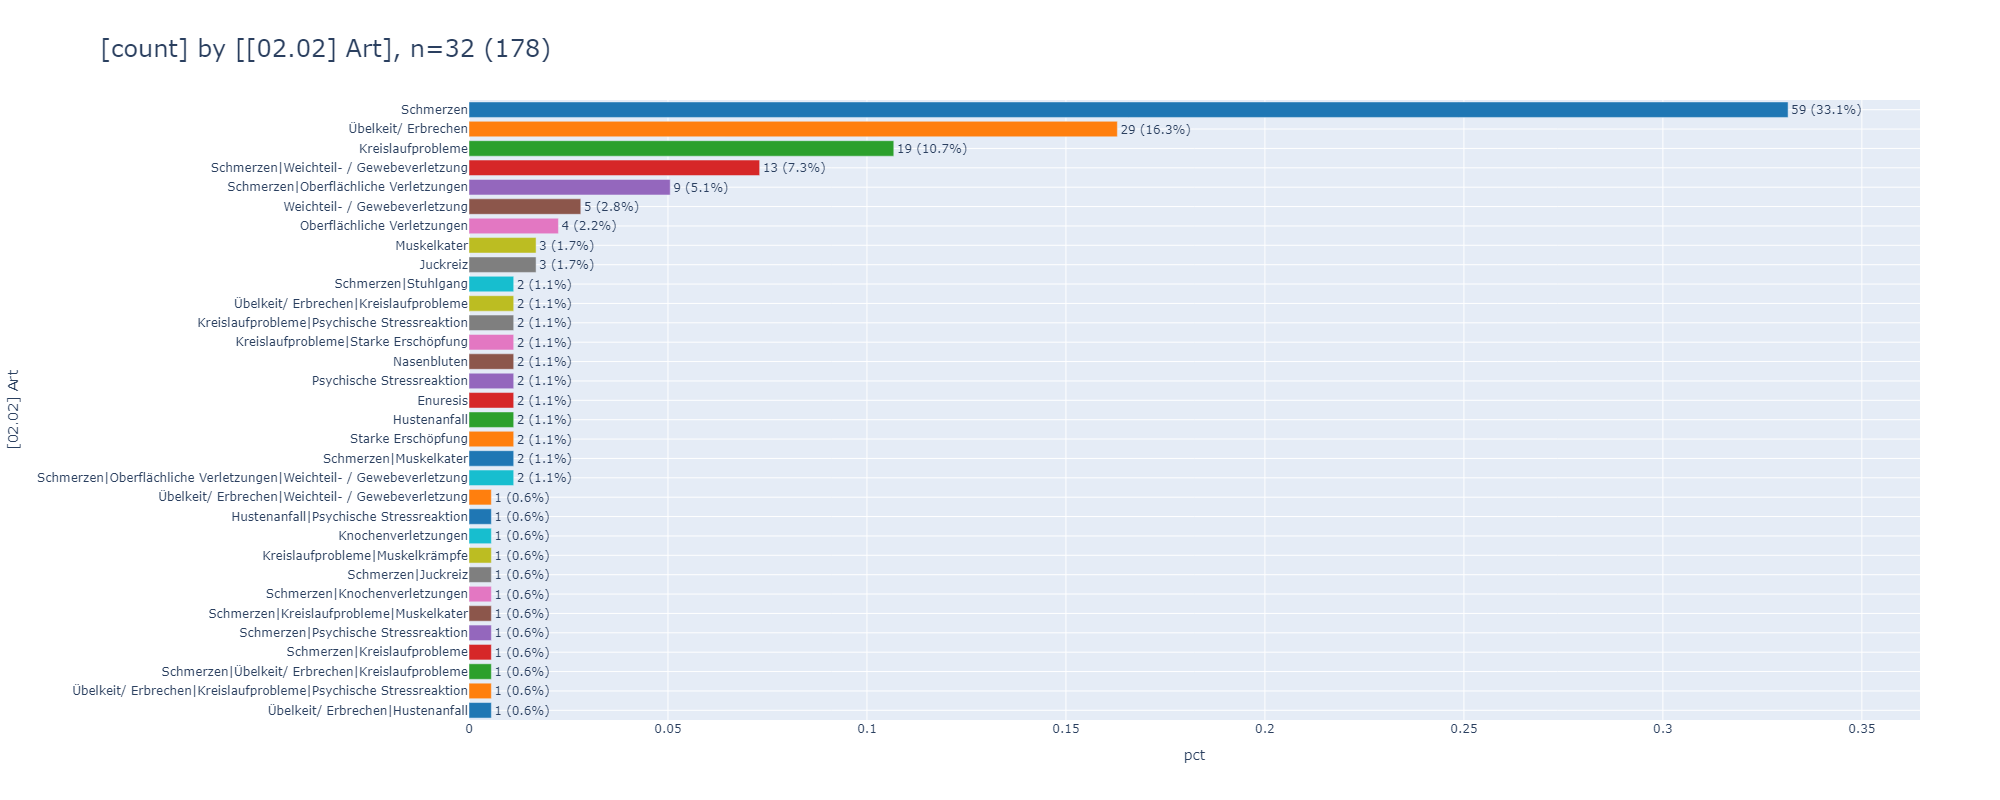 [count] by [[02.02] Art], n=32 (178)
[02.02] Art
Schmerzen 59 (33.1%)
Übelkeit/ Erbrechen 29 (16.3%)
Kreislaufprobleme 19 (10.7%)
Schmerzen|Weichteil- / Gewebeverletzung 13 (7.3%)
Schmerzen|Oberflächliche Verletzungen 9 (5.1%)
Weichteil- / Gewebeverletzung 5 (2.8%)
Oberflächliche Verletzungen 4 (2.2%)
Muskelkater 3 (1.7%)
Juckreiz 3 (1.7%)
Schmerzen|Stuhlgang 2 (1.1%)
Übelkeit/ Erbrechen|Kreislaufprobleme 2 (1.1%)
Kreislaufprobleme|Psychische Stressreaktion 2 (1.1%)
Kreislaufprobleme|Starke Erschöpfung 2 (1.1%)
Nasenbluten 2 (1.1%)
Psychische Stressreaktion 2 (1.1%)
Enuresis 2 (1.1%)
Hustenanfall 2 (1.1%)
Starke Erschöpfung 2 (1.1%)
Schmerzen|Muskelkater 2 (1.1%)
Schmerzen|Oberflächliche Verletzungen|Weichteil- / Gewebeverletzung 2 (1.1%)
Übelkeit/ Erbrechen|Weichteil- / Gewebeverletzung 1 (0.6%)
Hustenanfall|Psychische Stressreaktion 1 (0.6%)
Knochenverletzungen 1 (0.6%)
Kreislaufprobleme|Muskelkrämpfe 1 (0.6%)
Schmerzen|Juckreiz 1 (0.6%)
Schmerzen|Knochenverletzungen 1 (0.6%)
Schmerzen|Kreislaufprobleme|Muskelkater 1 (0.6%)
Schmerzen|Psychische Stressreaktion 1 (0.6%)
Schmerzen|Kreislaufprobleme 1 (0.6%)
Schmerzen|Übelkeit/ Erbrechen|Kreislaufprobleme 1 (0.6%)
Übelkeit/ Erbrechen|Kreislaufprobleme|Psychische Stressreaktion 1 (0.6%)
Übelkeit/ Erbrechen|Hustenanfall 1 (0.6%)
0 0.05 0.1 0.15 0.2 0.25 0.3 0.35
pct